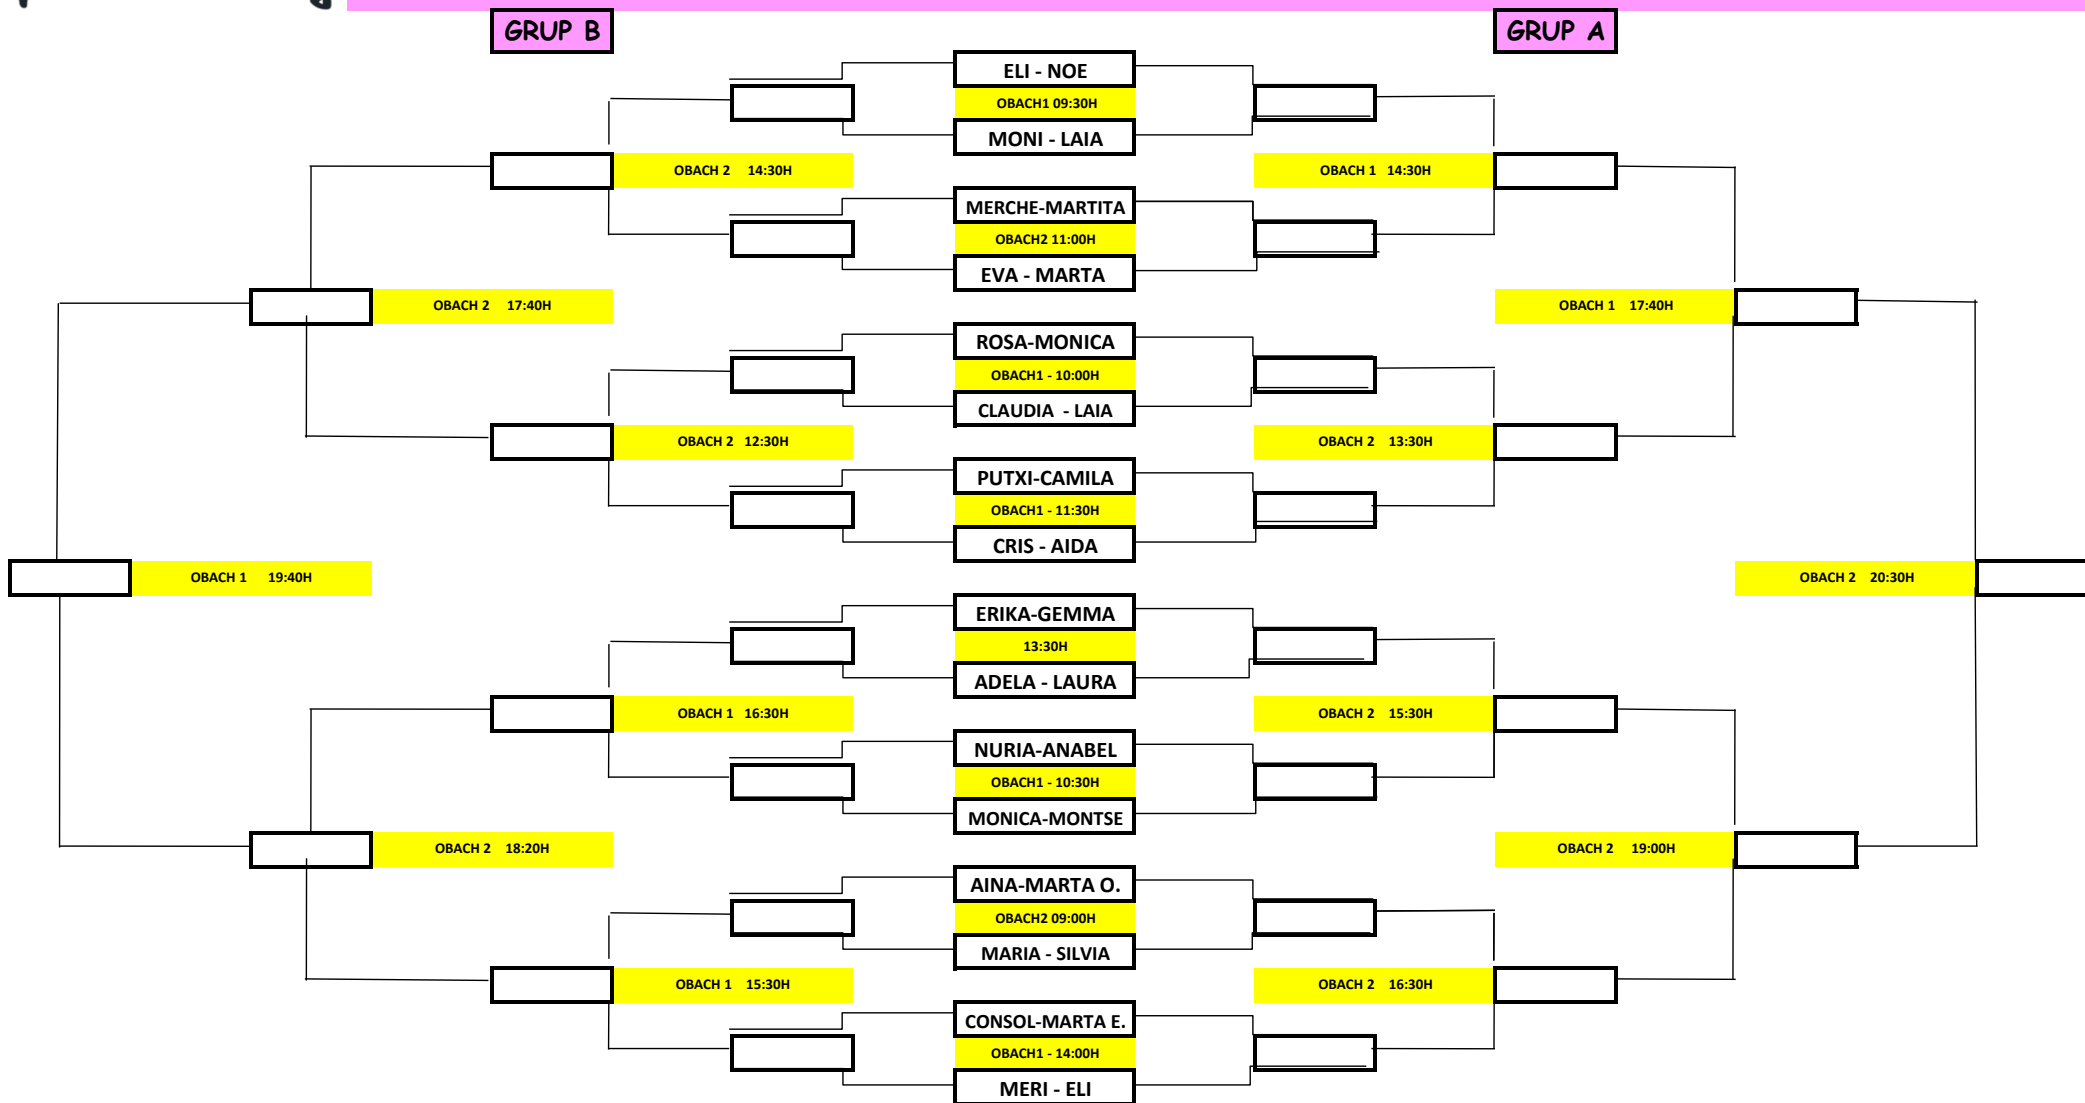 GRUP B
GRUP A
ELI - NOE
OBACH1 09:30H
MONI - LAIA
OBACH 2 14:30H
OBACH 1 14:30H
MERCHE-MARTITA
OBACH2 11:00H
EVA - MARTA
OBACH 2 17:40H
OBACH 1 17:40H
ROSA-MONICA
OBACH1 - 10:00H
CLAUDIA - LAIA
OBACH 2 12:30H
OBACH 2 13:30H
PUTXI-CAMILA
OBACH1 - 11:30H
CRIS - AIDA
OBACH 1 19:40H
OBACH 2 20:30H
ERIKA-GEMMA
13:30H
ADELA - LAURA
OBACH 1 16:30H
OBACH 2 15:30H
NURIA-ANABEL
OBACH1 - 10:30H
MONICA-MONTSE
OBACH 2 18:20H
OBACH 2 19:00H
AINA-MARTA O.
OBACH2 09:00H
MARIA - SILVIA
OBACH 1 15:30H
OBACH 2 16:30H
CONSOL-MARTA E.
OBACH1 - 14:00H
MERI - ELI